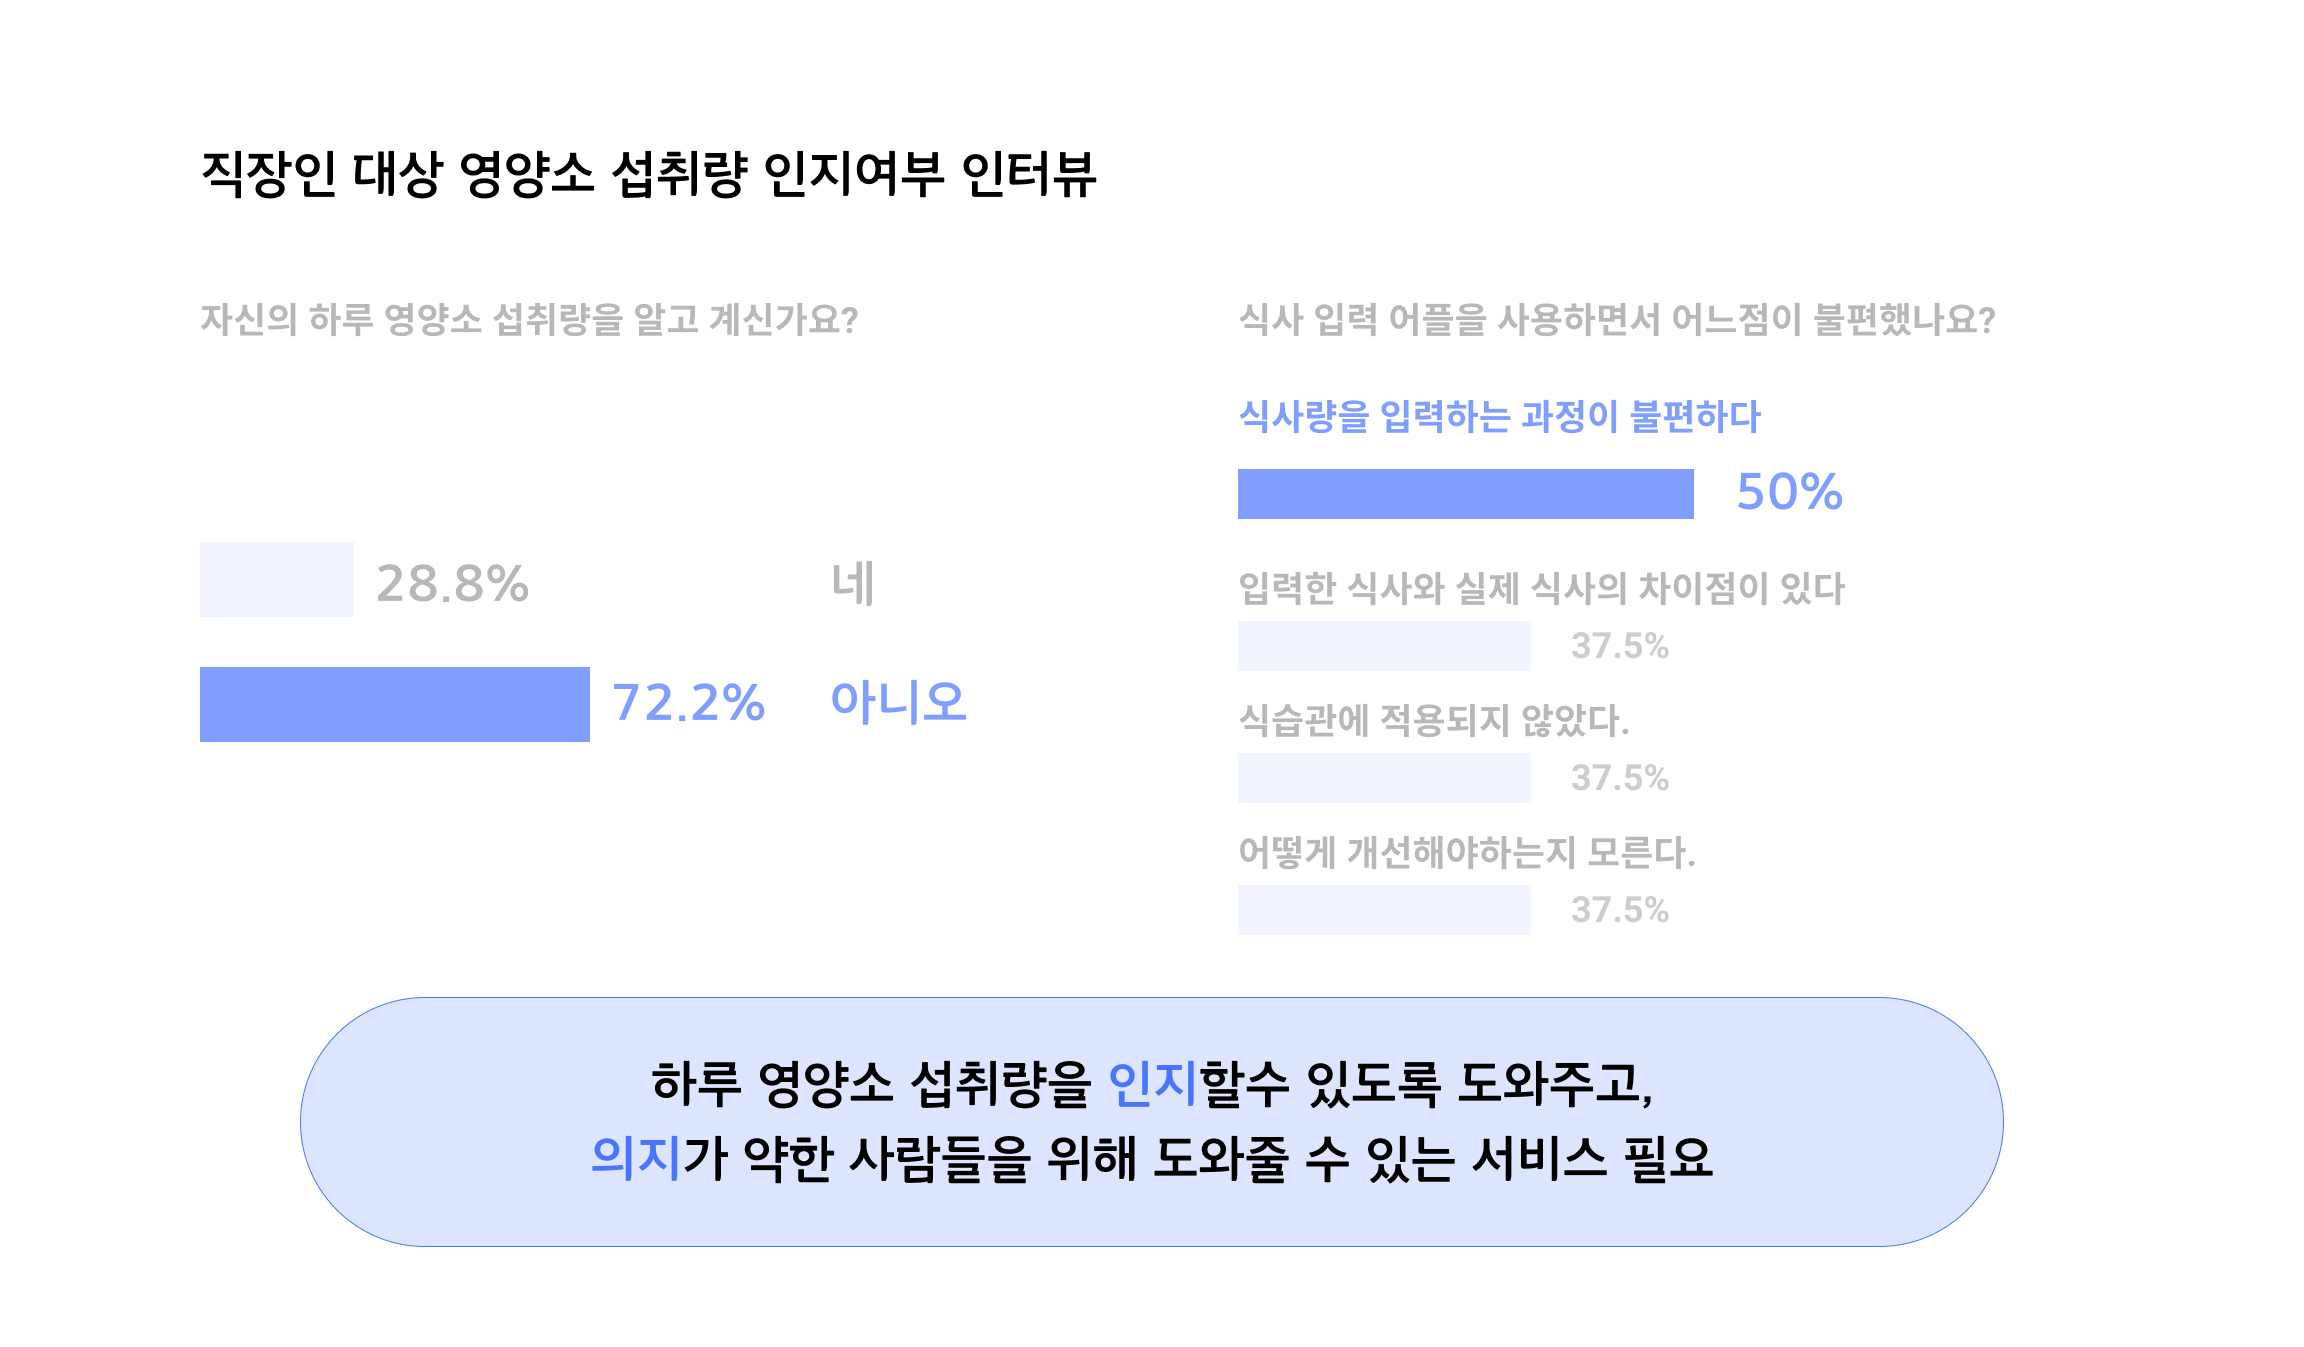 직장인 대상 영양소 섭취량 인지여부 인터뷰
자신의 하루 영양소 섭취량을 알고 계신가요?
28.8% 네
72.2% 아니오
식사 입력 어플을 사용하면서 어느점이 불편했나요?
식사량을 입력하는 과정이 불편하다
50%
입력한 식사와 실제 식사의 차이점이 있다
37.5%
식습관에 적용되지 않았다.
37.5%
어떻게 개선해야하는지 모른다.
37.5%
하루 영양소 섭취량을 인지할수 있도록 도와주고,
의지가 약한 사람들을 위해 도와줄 수 있는 서비스 필요